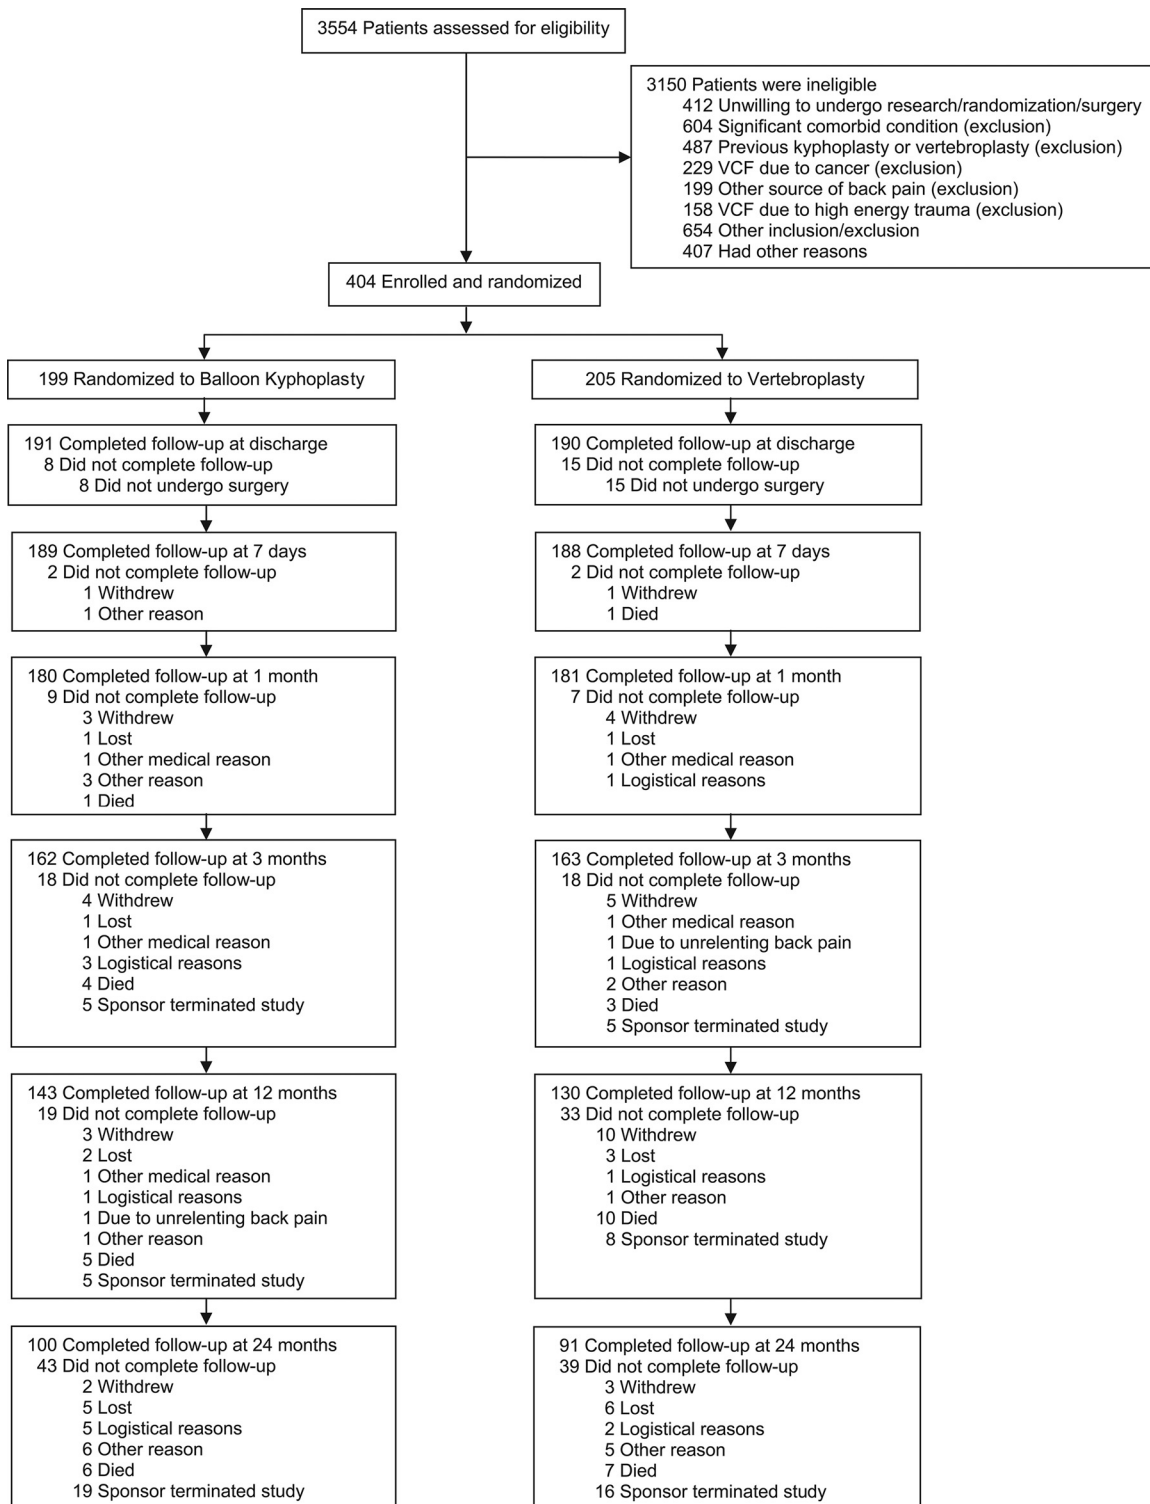 3554 Patients assessed for eligibility
3150 Patients were ineligible
412 Unwilling to undergo research/randomization/surgery
604 Significant comorbid condition (exclusion)
487 Previous kyphoplasty or vertebroplasty (exclusion)
229 VCF due to cancer (exclusion)
199 Other source of back pain (exclusion)
158 VCF due to high energy trauma (exclusion)
654 Other inclusion/exclusion
407 Had other reasons
404 Enrolled and randomized
199 Randomized to Balloon Kyphoplasty
191 Completed follow-up at discharge
8 Did not complete follow-up
8 Did not undergo surgery
189 Completed follow-up at 7 days
2 Did not complete follow-up
1 Withdrew
1 Other reason
180 Completed follow-up at 1 month
9 Did not complete follow-up
3 Withdrew
1 Lost
1 Other medical reason
3 Other reason
1 Died
162 Completed follow-up at 3 months
18 Did not complete follow-up
4 Withdrew
1 Lost
1 Other medical reason
3 Logistical reasons
4 Died
5 Sponsor terminated study
143 Completed follow-up at 12 months
19 Did not complete follow-up
3 Withdrew
2 Lost
1 Other medical reason
1 Logistical reasons
1 Due to unrelenting back pain
1 Other reason
5 Died
5 Sponsor terminated study
100 Completed follow-up at 24 months
43 Did not complete follow-up
2 Withdrew
5 Lost
5 Logistical reasons
6 Other reason
6 Died
19 Sponsor terminated study
205 Randomized to Vertebroplasty
190 Completed follow-up at discharge
15 Did not complete follow-up
15 Did not undergo surgery
188 Completed follow-up at 7 days
2 Did not complete follow-up
1 Withdrew
1 Died
181 Completed follow-up at 1 month
7 Did not complete follow-up
4 Withdrew
1 Lost
1 Other medical reason
1 Logistical reasons
163 Completed follow-up at 3 months
18 Did not complete follow-up
5 Withdrew
1 Other medical reason
1 Due to unrelenting back pain
1 Logistical reasons
2 Other reason
3 Died
5 Sponsor terminated study
130 Completed follow-up at 12 months
33 Did not complete follow-up
10 Withdrew
3 Lost
1 Logistical reasons
1 Other reason
10 Died
8 Sponsor terminated study
91 Completed follow-up at 24 months
39 Did not complete follow-up
3 Withdrew
6 Lost
2 Logistical reasons
5 Other reason
7 Died
16 Sponsor terminated study